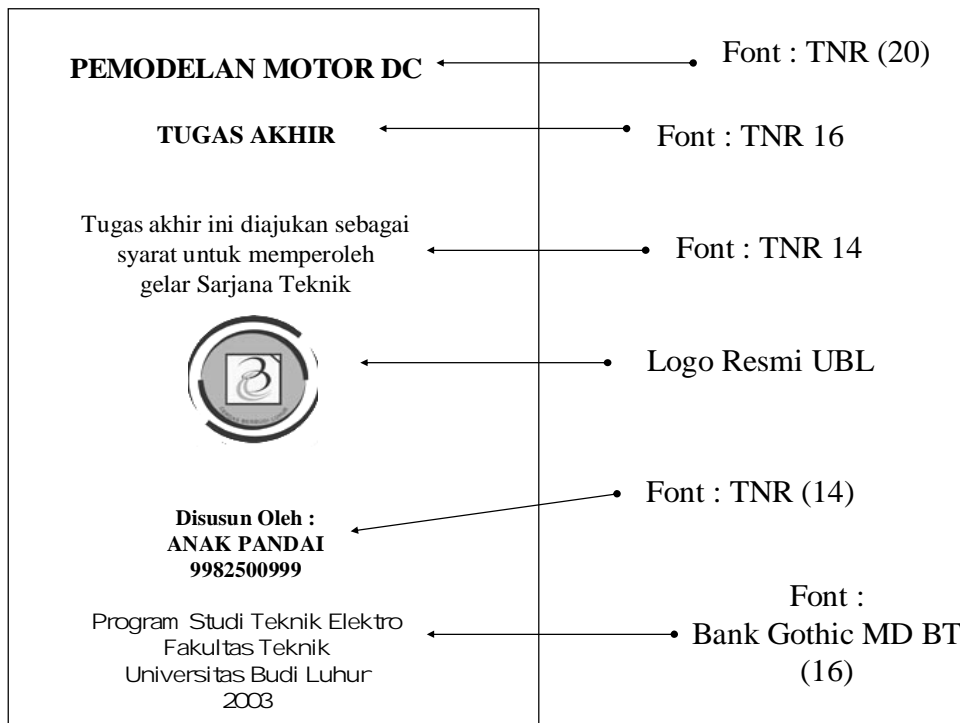 PEMODELAN MOTOR DC
Font : TNR (20)
TUGAS AKHIR
Font : TNR 16
Tugas akhir ini diajukan sebagai
syarat untuk memperoleh
gelar Sarjana Teknik
Font : TNR 14
Logo Resmi UBL
Font : TNR (14)
Disusun Oleh :
ANAK PANDAI
9982500999
Program Studi Teknik Elektro
Fakultas Teknik
Universitas Budi Luhur
2003
Font :
Bank Gothic MD BT
(16)